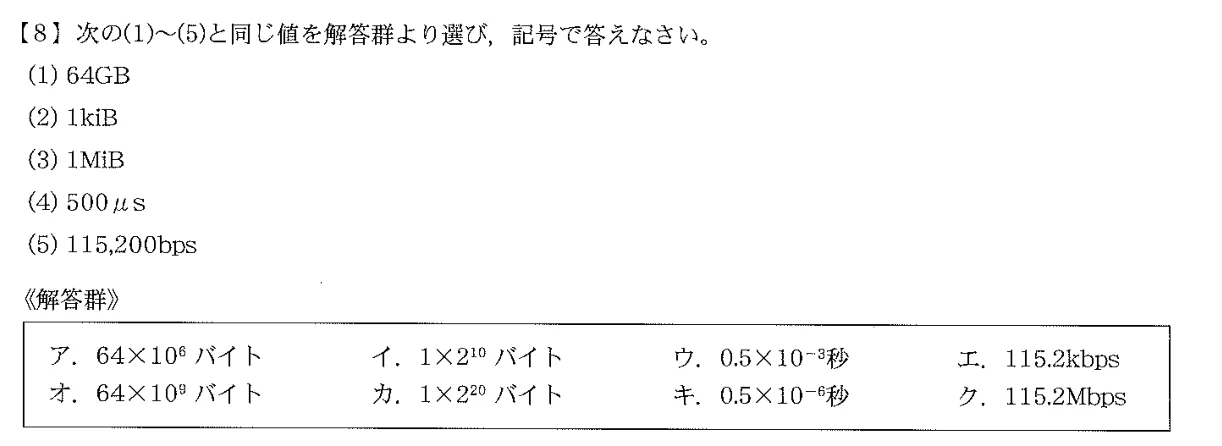 【8】次の(1)～(5)と同じ値を解答群より選び，記号で答えなさい。
(1) 64GB
(2) 1kiB
(3) 1MiB
(4) 500μs
(5) 115,200bps
《解答群》
ア．64×10⁶ バイト　イ．1×2¹⁰ バイト　ウ．0.5×10⁻³秒　エ．115.2kbps
オ．64×10⁹ バイト　カ．1×2²⁰ バイト　キ．0.5×10⁻⁶秒　ク．115.2Mbps